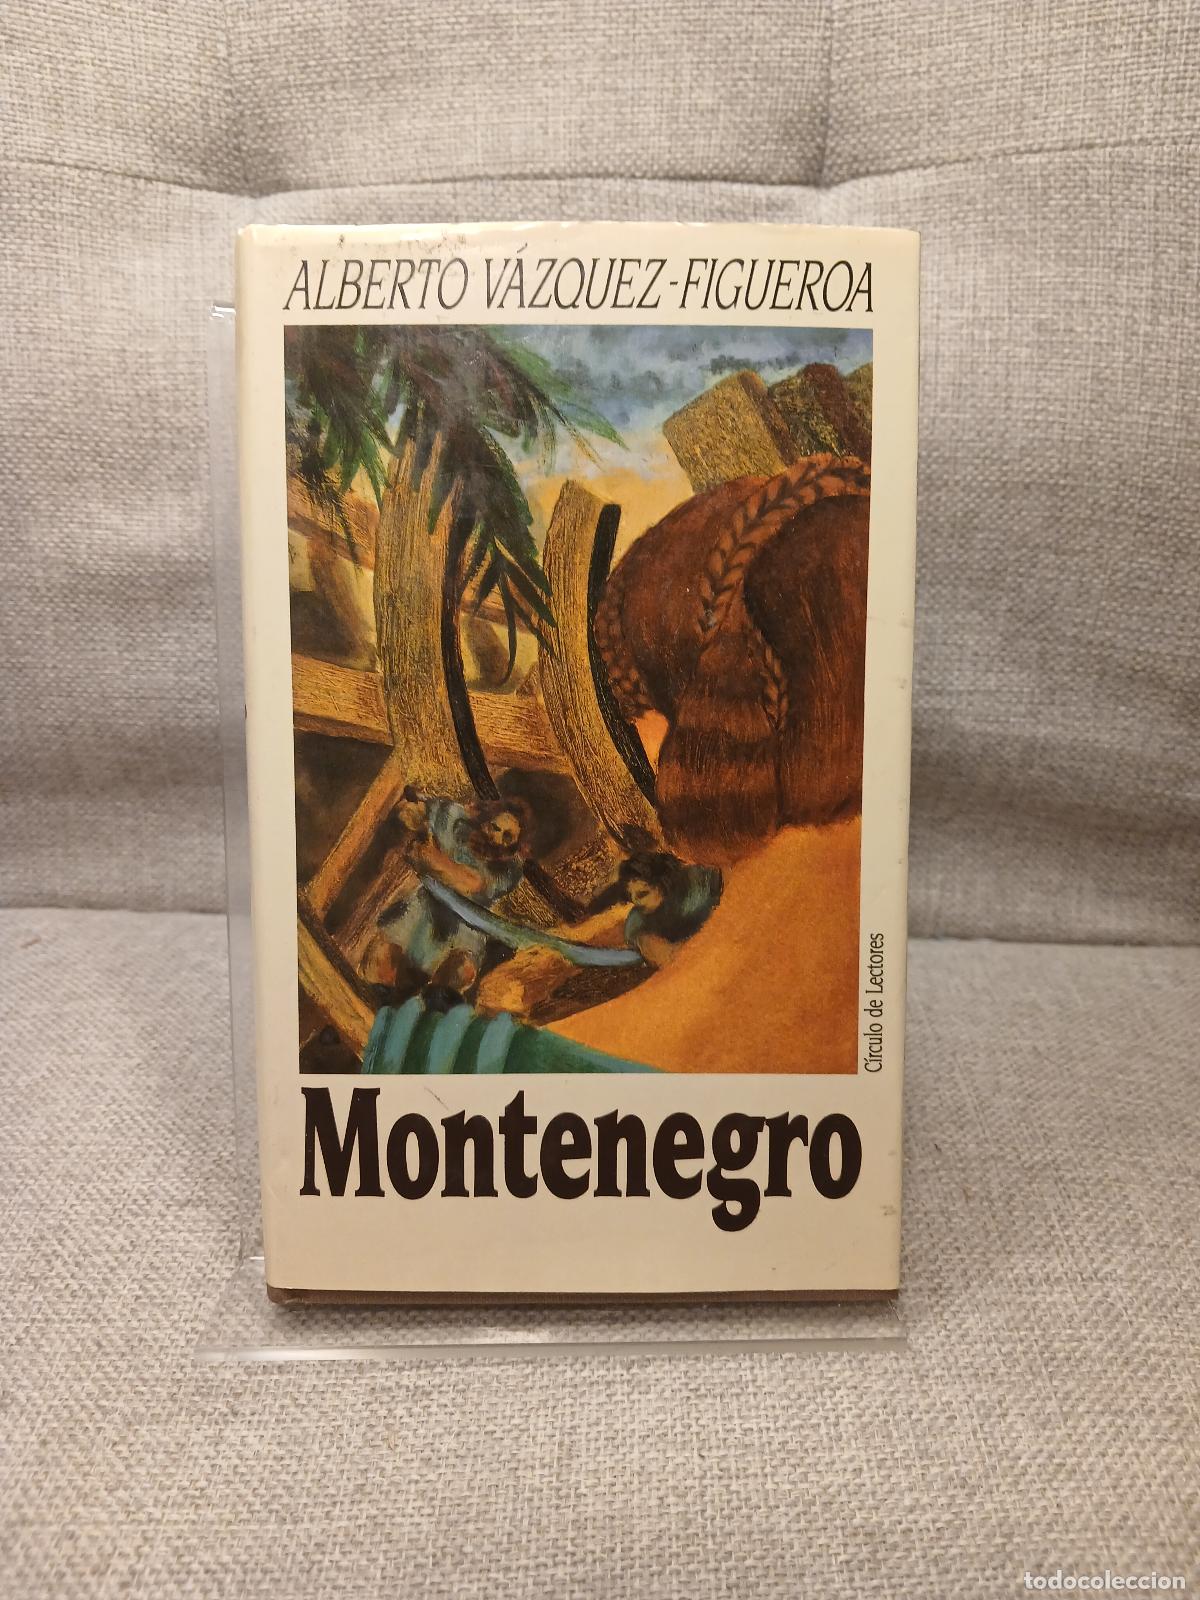 ALBERTO VÁZQUEZ-FIGUEROA
Círculo de Lectores
Montenegro
todocoleccion